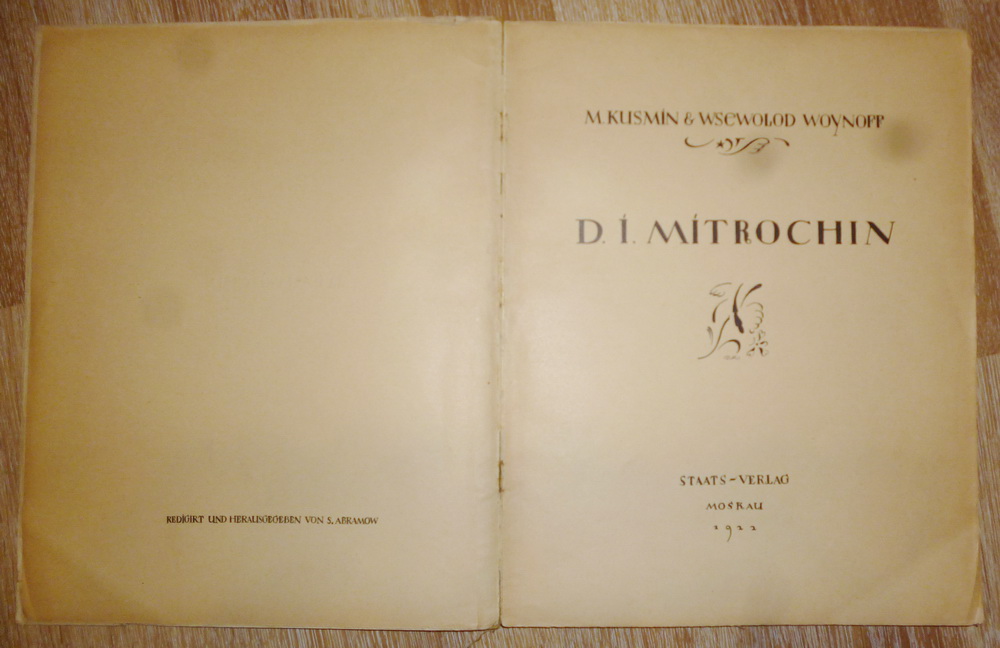 REDIGIRT UND HERAUSGEGEBEN VON S. ABRAMOW
M. KUSMIN & WSEWOLOD WOYNOFF
D. I. MITROCHIN
STAATS - VERLAG
MOSKAU
1922